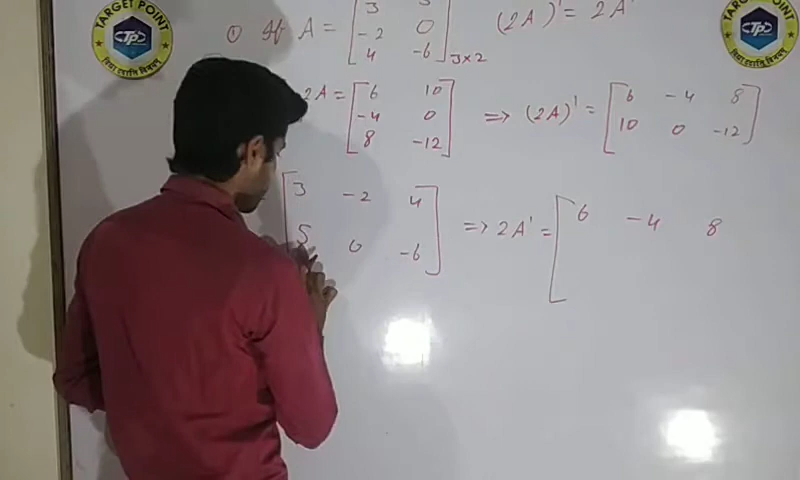 TARGET POINT
CTP
① If A = [3 5; -2 0; 4 -6]3×2 (2A)' = 2A'
TARGET POINT
CTP
2A = [6 10; -4 0; 8 -12] => (2A)' = [6 -4 8; 10 0 -12]
[3 -2 4; 5 0 -6] => 2A' = [6 -4 8